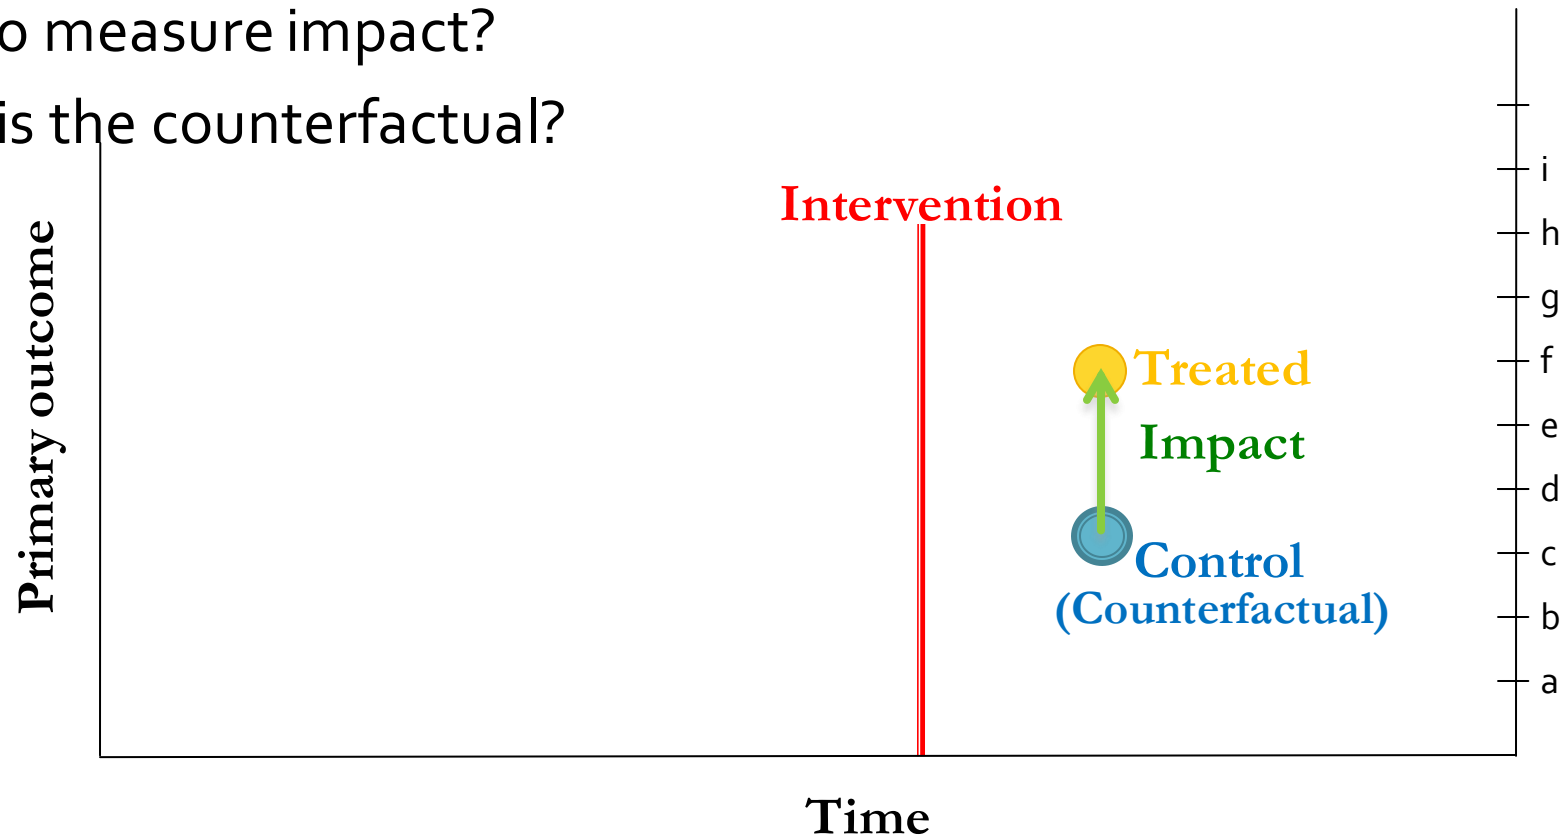 o measure impact?
is the counterfactual?
Intervention
Primary outcome
Treated
Impact
Control
(Counterfactual)
Time
i
h
g
f
e
d
c
b
a